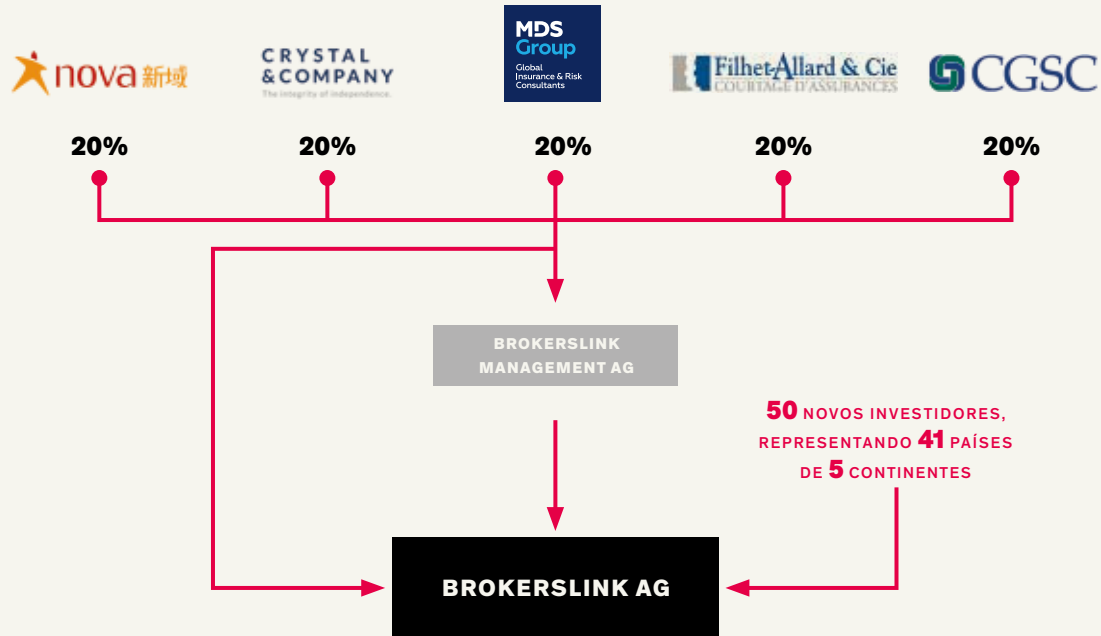 nova 新域
CRYSTAL
&COMPANY
The integrity of independence.
MDS
Group
Global
Insurance & Risk
Consultants
Filhet-Allard & Cie
COURTAGE D'ASSURANCES
CGSC
20%
20%
20%
20%
20%
BROKERSLINK
MANAGEMENT AG
50 NOVOS INVESTIDORES,
REPRESENTANDO 41 PAÍSES
DE 5 CONTINENTES
BROKERSLINK AG